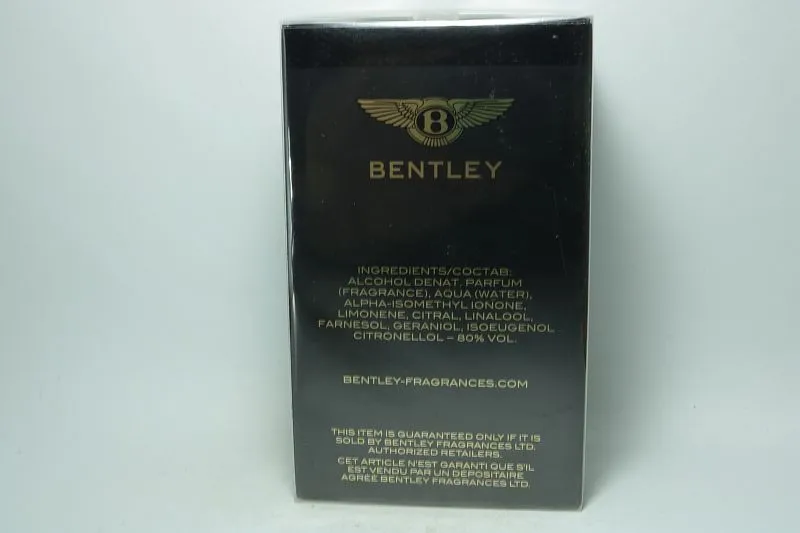 B
BENTLEY
INGREDIENTS/COCTAB:
ALCOHOL DENAT. PARFUM
(FRAGRANCE), AQUA (WATER),
ALPHA-ISOMETHYL IONONE,
LIMONENE, CITRAL, LINALOOL,
FARNESOL, GERANIOL, ISOEUGENOL
CITRONELLOL – 80% VOL.
BENTLEY-FRAGRANCES.COM
THIS ITEM IS GUARANTEED ONLY IF IT IS
SOLD BY BENTLEY FRAGRANCES LTD.
AUTHORIZED RETAILERS.
CET ARTICLE N'EST GARANTI QUE S'IL
EST VENDU PAR UN DEPOSITAIRE
AGRÉE BENTLEY FRAGRANCES LTD.